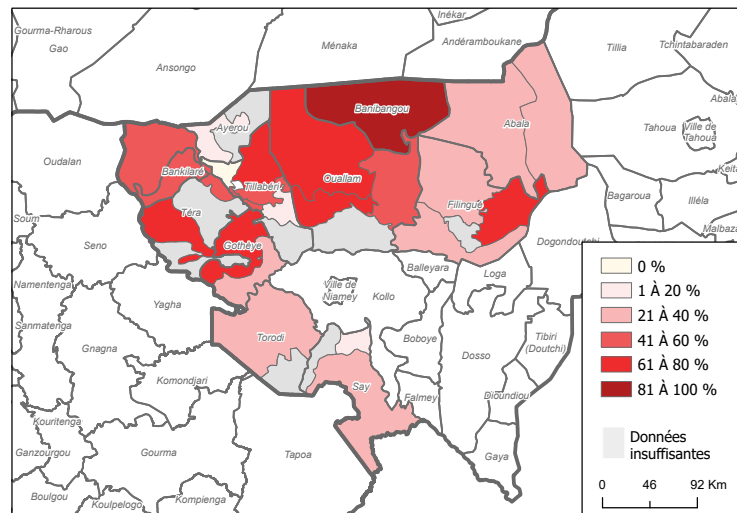 Inékar
Gourma-Rharous
Gao
Ménaka
Andéramboukane
Tillia
Tchintabaraden
Ansongo
Banibangou
Abala
Ayerou
Abala
Tahoua
Ville de
Tahoua
Oudalan
Bankilaré
Ouallam
Keita
Tillabéri
Bagaroua
Illéla
Filingué
Téra
Soum
Seno
Gothéye
Dogondoutchi
Malbaza
Balleyara
Loga
Namentenga
Ville de
Niamey
Kollo
Yagha
Sanmatenga
Torodi
Boboye
Tibiri
(Doutchi)
Gnagna
Dosso
Komondjari
Say
Falmey
Dioundiou
Kouritenga
Ganzourgou
Gourma
Tapoa
Gaya
Boulgou
Koulpelogo
Kompienga
0 %
1 À 20 %
21 À 40 %
41 À 60 %
61 À 80 %
81 À 100 %
Données
insuffisantes
0 46 92 Km